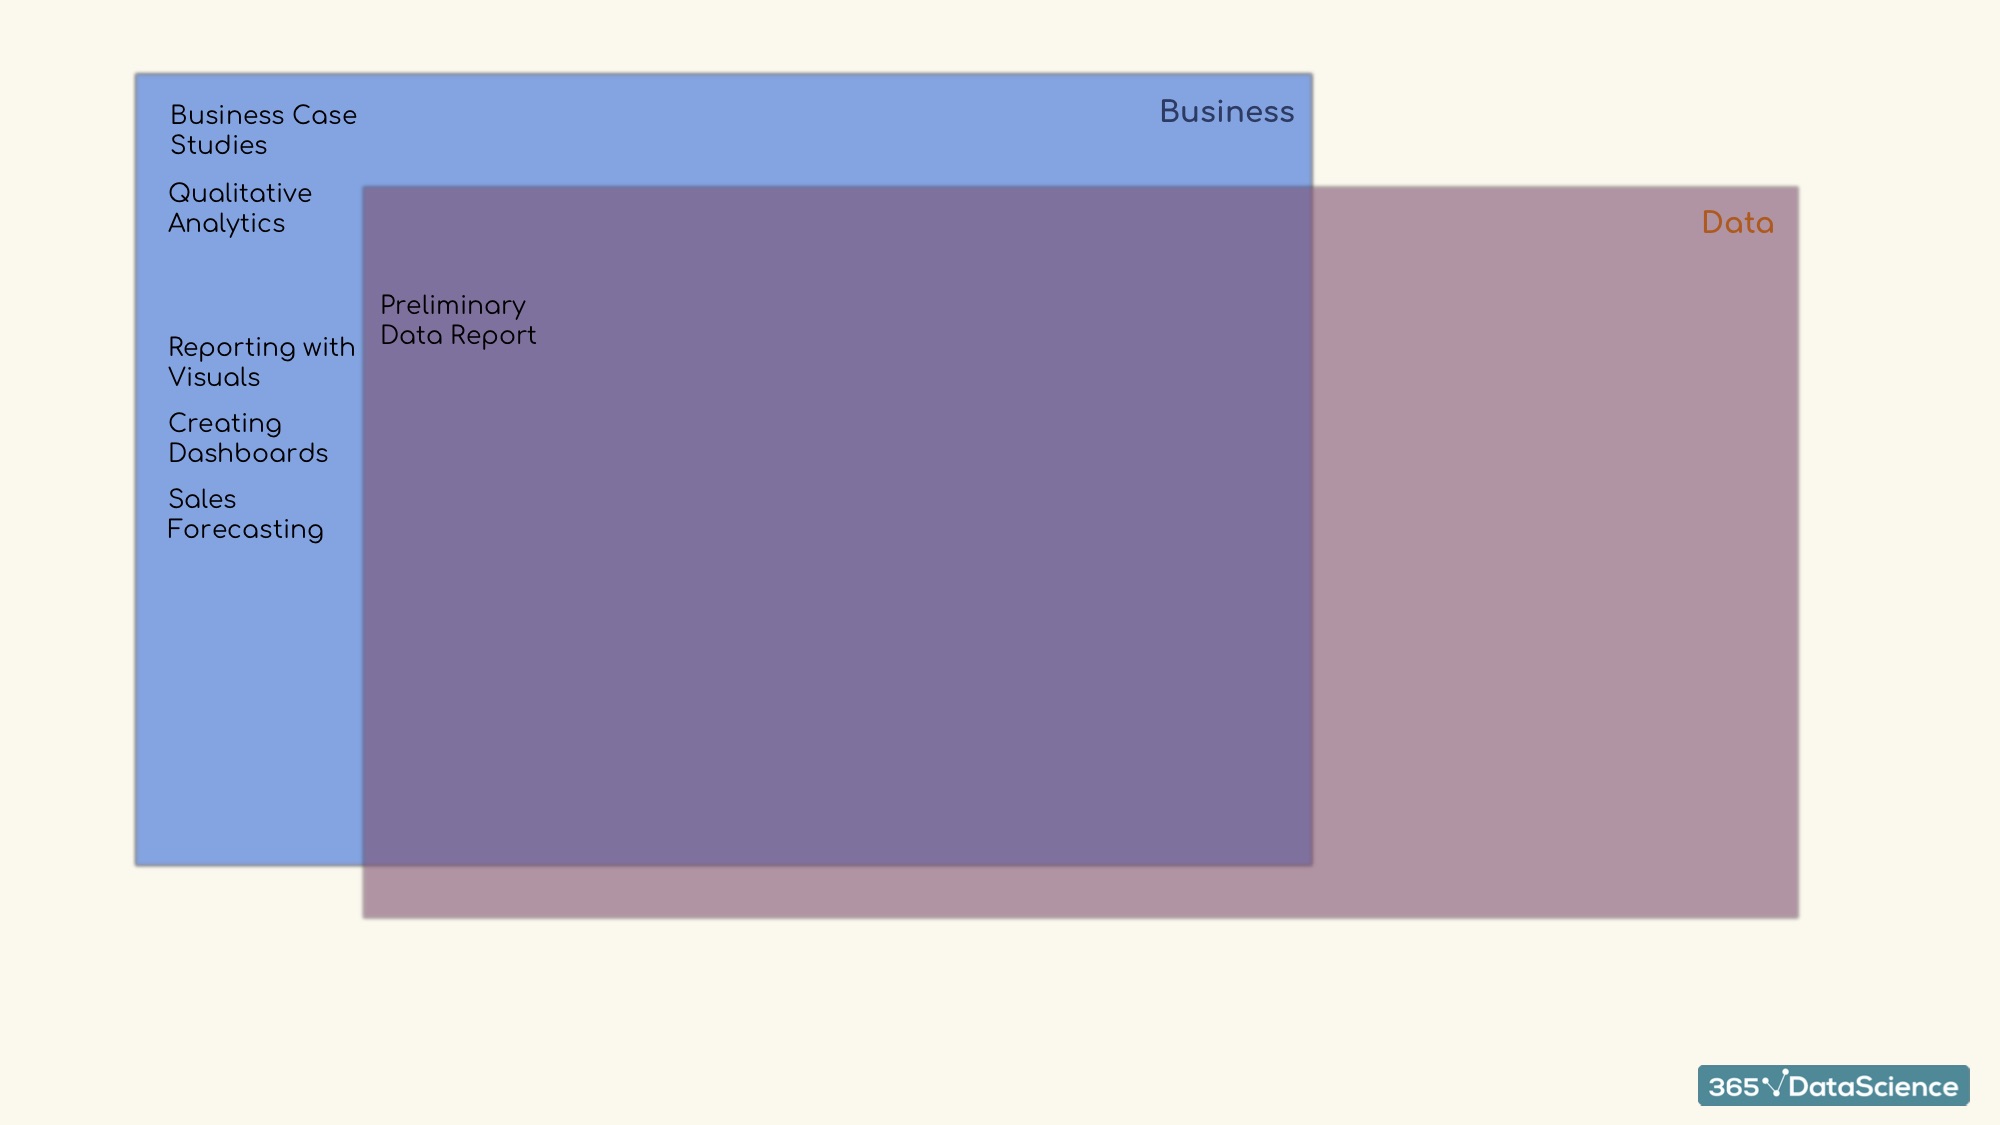 Business Case
Studies
Business
Qualitative
Analytics
Data
Preliminary
Data Report
Reporting with
Visuals
Creating
Dashboards
Sales
Forecasting
365 DataScience